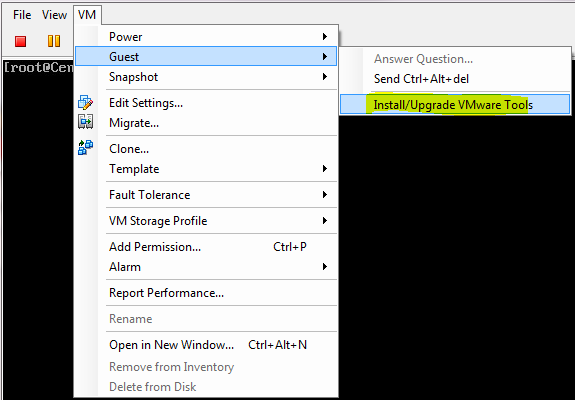 File View VM
[root@Cen
Power
Guest
Answer Question...
Snapshot
Send Ctrl+Alt+del
Edit Settings...
Install/Upgrade VMware Tools
Migrate...
Clone...
Template
Fault Tolerance
VM Storage Profile
Add Permission... Ctrl+P
Alarm
Report Performance...
Rename
Open in New Window... Ctrl+Alt+N
Remove from Inventory
Delete from Disk